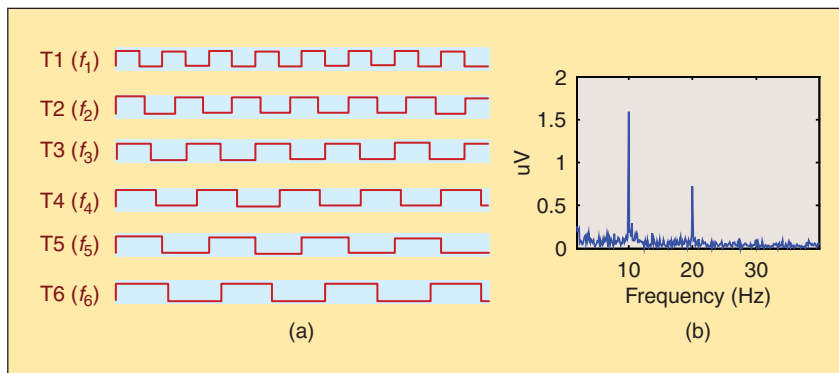 T1 (f₁)
T2 (f₂)
T3 (f₃)
T4 (f₄)
T5 (f₅)
T6 (f₆)
(a)
2
1.5
1
0.5
0
uV
10 20 30
Frequency (Hz)
(b)